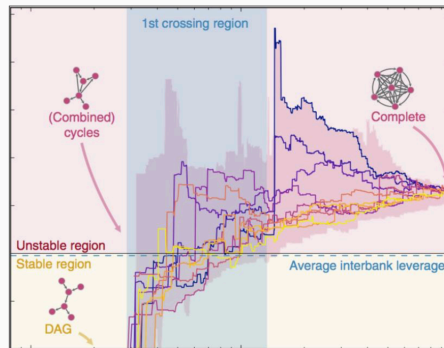 1st crossing region
(Combined)
cycles
Complete
Unstable region
Stable region
Average interbank leverage
DAG